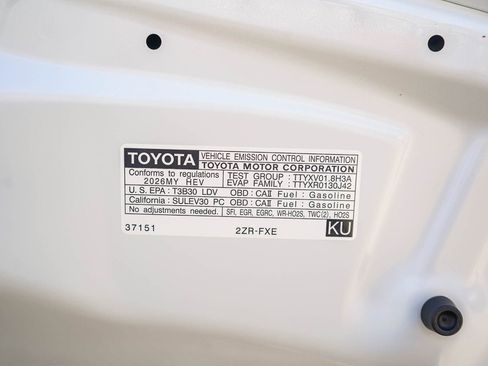 TOYOTA VEHICLE EMISSION CONTROL INFORMATION
TOYOTA MOTOR CORPORATION
Conforms to regulations TEST GROUP : TTYXV01.8H3A
2026MY HEV EVAP FAMILY : TTYXR0130J42
U.S. EPA : T3B30 LDV OBD : CAⅡ Fuel : Gasoline
California : SULEV30 PC OBD : CAⅡ Fuel : Gasoline
No adjustments needed. SFI, EGR, EGRC, WR-HO2S, TWC(2), HO2S
37151 2ZR-FXE KU